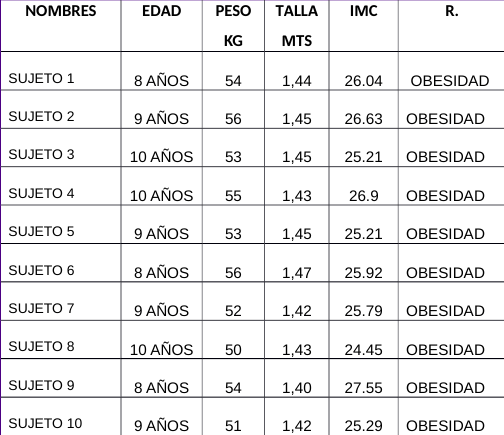 NOMBRES EDAD PESO KG TALLA MTS IMC R.
SUJETO 1 8 AÑOS 54 1,44 26.04 OBESIDAD
SUJETO 2 9 AÑOS 56 1,45 26.63 OBESIDAD
SUJETO 3 10 AÑOS 53 1,45 25.21 OBESIDAD
SUJETO 4 10 AÑOS 55 1,43 26.9 OBESIDAD
SUJETO 5 9 AÑOS 53 1,45 25.21 OBESIDAD
SUJETO 6 8 AÑOS 56 1,47 25.92 OBESIDAD
SUJETO 7 9 AÑOS 52 1,42 25.79 OBESIDAD
SUJETO 8 10 AÑOS 50 1,43 24.45 OBESIDAD
SUJETO 9 8 AÑOS 54 1,40 27.55 OBESIDAD
SUJETO 10 9 AÑOS 51 1,42 25.29 OBESIDAD